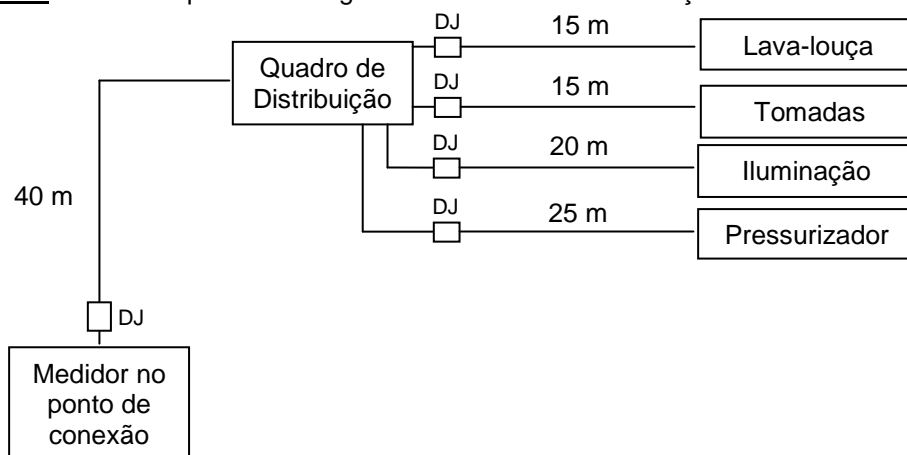 DJ
15 m
Lava-louça
Quadro de
Distribuição
DJ
15 m
Tomadas
DJ
20 m
Iluminação
40 m
DJ
25 m
Pressurizador
DJ
Medidor no
ponto de
conexão